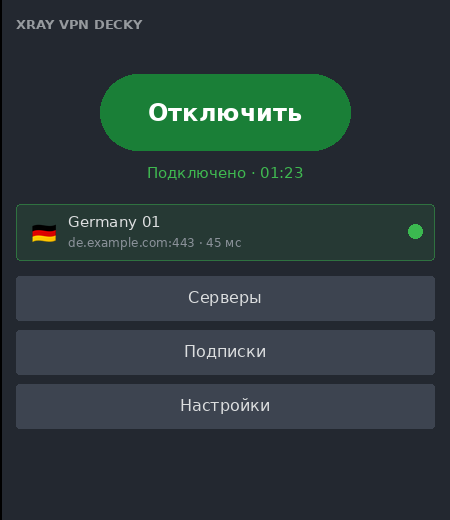 XRAY VPN DECKY
Отключить
Подключено · 01:23
Germany 01
de.example.com:443 · 45 мс
Серверы
Подписки
Настройки